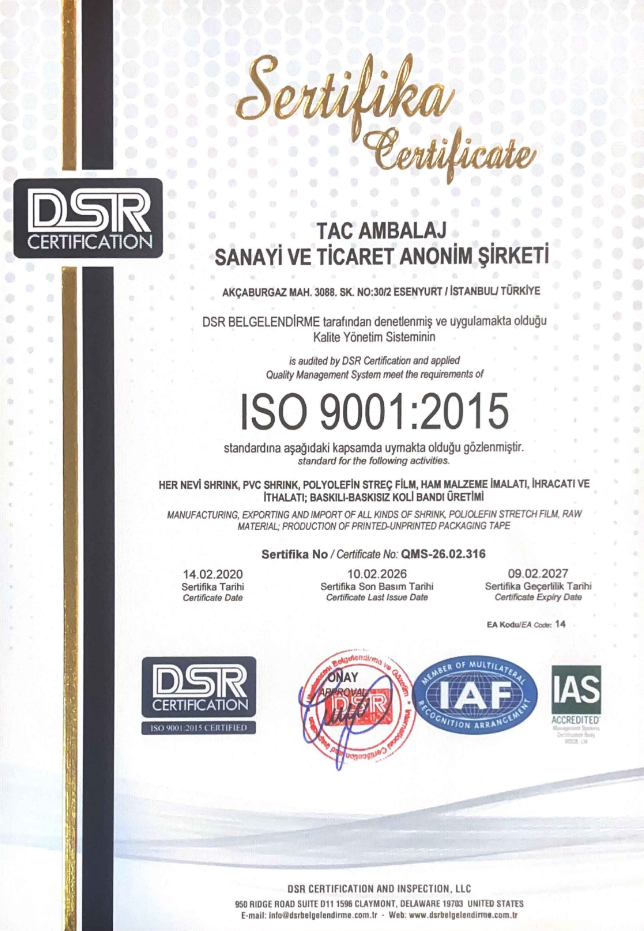 Sertifika
Certificate
DSR
CERTIFICATION
TAC AMBALAJ
SANAYİ VE TİCARET ANONİM ŞİRKETİ
AKÇABURGAZ MAH. 3088. SK. NO:30/2 ESENYURT / İSTANBUL/ TÜRKİYE
DSR BELGELENDİRME tarafından denetlenmiş ve uygulamakta olduğu
Kalite Yönetim Sisteminin
is audited by DSR Certification and applied
Quality Management System meet the requirements of
ISO 9001:2015
standardına aşağıdaki kapsamda uymakta olduğu gözlenmiştir.
standard for the following activities.
HER NEVİ SHRINK, PVC SHRINK, POLYOLEFİN STREÇ FİLM, HAM MALZEME İMALATI, İHRACATI VE
İTHALATI; BASKILI-BASKISIZ KOLİ BANDI ÜRETİMİ
MANUFACTURING, EXPORTING AND IMPORT OF ALL KINDS OF SHRINK, POLIOLEFIN STRETCH FILM, RAW
MATERIAL; PRODUCTION OF PRINTED-UNPRINTED PACKAGING TAPE
Sertifika No / Certificate No: QMS-26.02.316
14.02.2020 10.02.2026 09.02.2027
Sertifika Tarihi Sertifika Son Basım Tarihi Sertifika Geçerlilik Tarihi
Certificate Date Certificate Last Issue Date Certificate Expiry Date
EA Kodu/EA Code: 14
DSR
CERTIFICATION
ISO 9001:2015 CERTIFIED
ONAY
APPROVAL
DSR
MEMBER OF MULTILATERAL
IAF
RECOGNITION ARRANGEMENT
IAS
ACCREDITED
Management Systems
Certification Body
DSR CERTIFICATION AND INSPECTION, LLC
950 RIDGE ROAD SUITE D11 1596 CLAYMONT, DELAWARE 19703 UNITED STATES
E-mail: info@dsrbelgelendirme.com.tr - Web: www.dsrbelgelendirme.com.tr